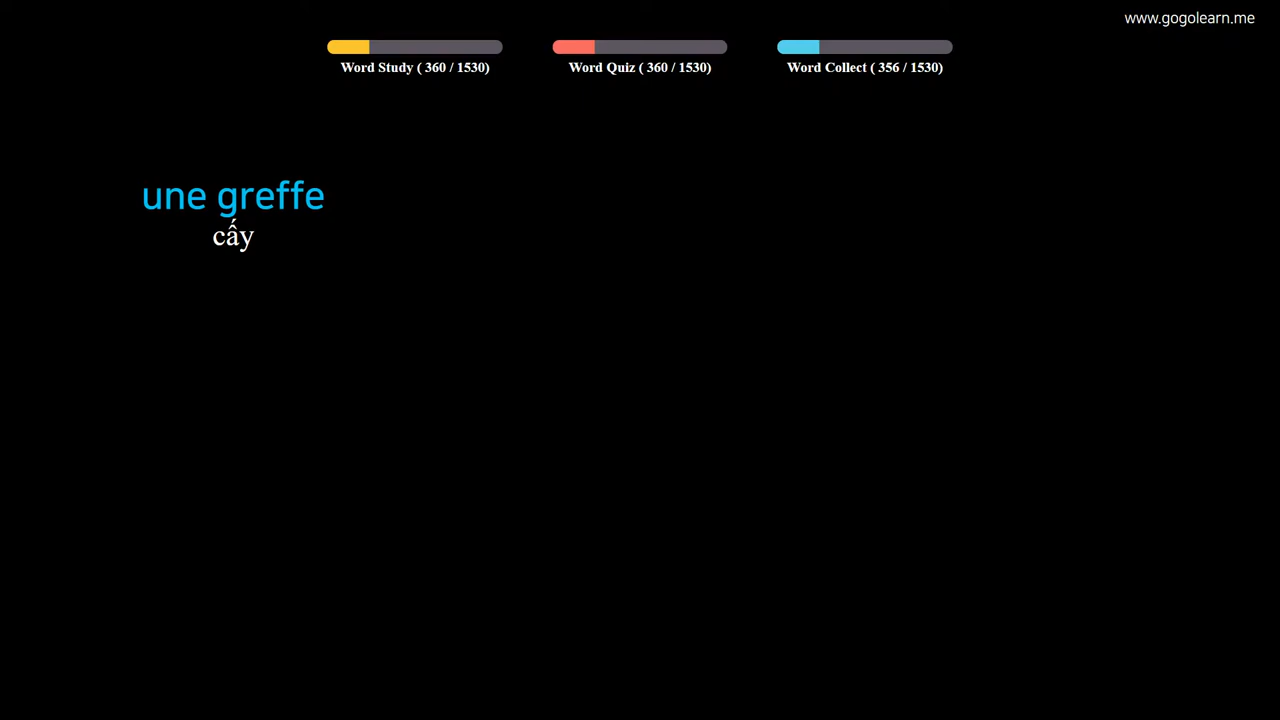 www.gogolearn.me
Word Study ( 360 / 1530)
Word Quiz ( 360 / 1530)
Word Collect ( 356 / 1530)
une greffe
cấy